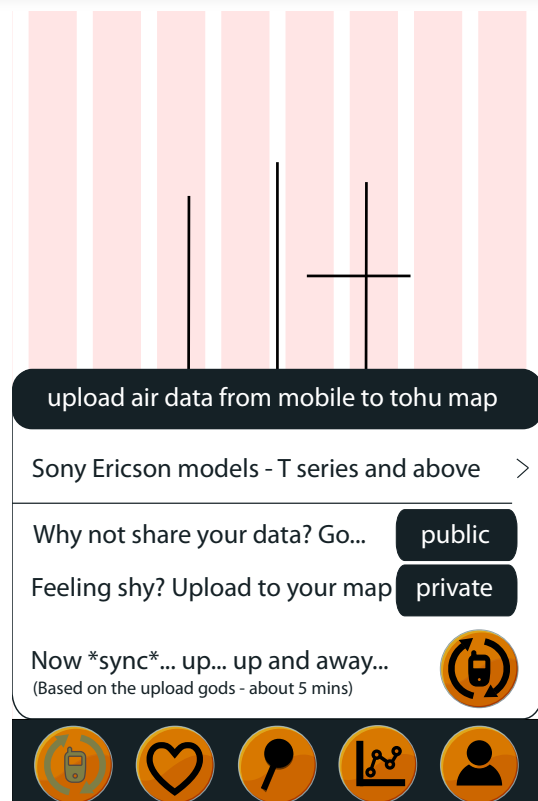 upload air data from mobile to tohu map
Sony Ericson models - T series and above
Why not share your data? Go...
public
Feeling shy? Upload to your map
private
Now *sync*... up... up and away...
(Based on the upload gods - about 5 mins)